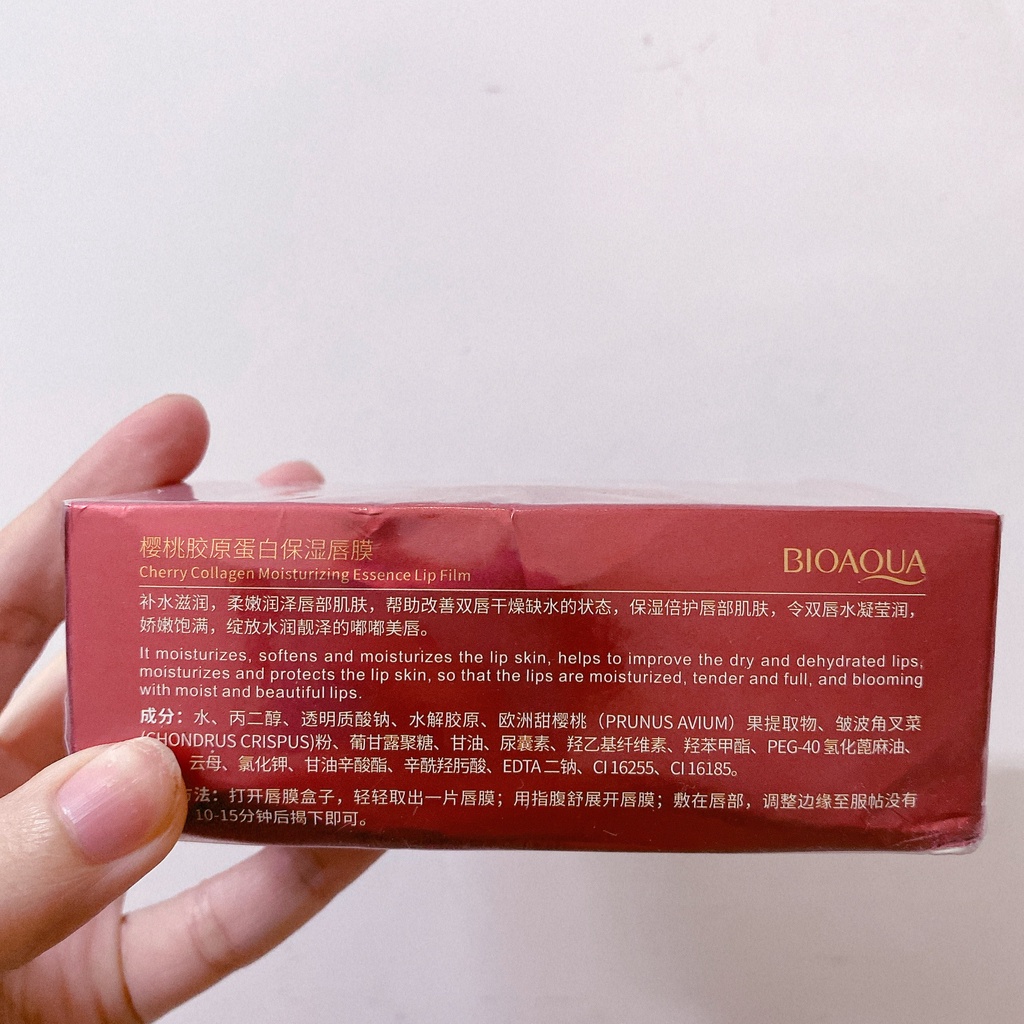 樱桃胶原蛋白保湿唇膜
Cherry Collagen Moisturizing Essence Lip Film
BIOAQUA
补水滋润，柔嫩润泽唇部肌肤，帮助改善双唇干燥缺水的状态，保湿倍护唇部肌肤，令双唇水凝莹润，
娇嫩饱满，绽放水润靓泽的嘟嘟美唇。
It moisturizes, softens and moisturizes the lip skin, helps to improve the dry and dehydrated lips,
moisturizes and protects the lip skin, so that the lips are moisturized, tender and full, and blooming
with moist and beautiful lips.
成分：水、丙二醇、透明质酸钠、水解胶原、欧洲甜樱桃（PRUNUS AVIUM）果提取物、皱波角叉菜
(CHONDRUS CRISPUS)粉、葡甘露聚糖、甘油、尿囊素、羟乙基纤维素、羟苯甲酯、PEG-40 氢化蓖麻油、
云母、氯化钾、甘油辛酸酯、辛酰羟肟酸、EDTA 二钠、CI 16255、CI 16185。
方法：打开唇膜盒子，轻轻取出一片唇膜；用指腹舒展开唇膜；敷在唇部，调整边缘至服帖没有
10-15分钟后揭下即可。